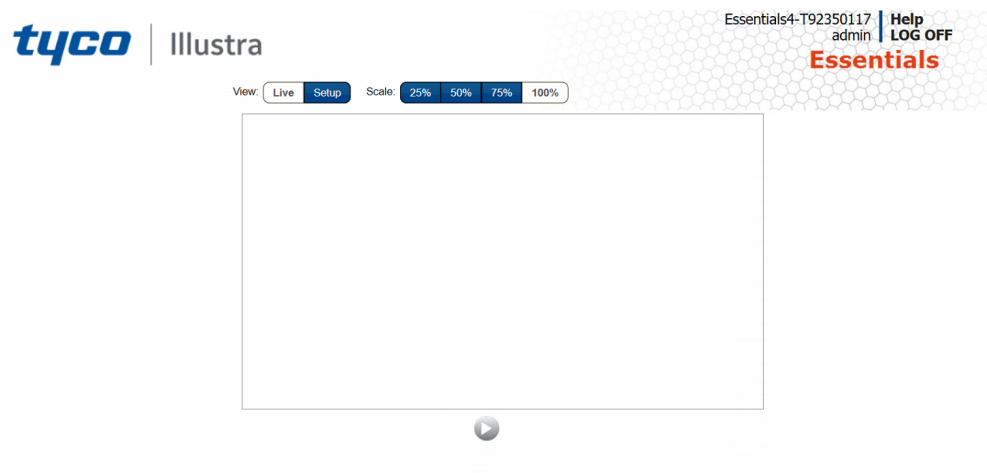 tyco | Illustra
Essentials4-T92350117 | Help
admin | LOG OFF
Essentials
View: Live Setup Scale: 25% 50% 75% 100%